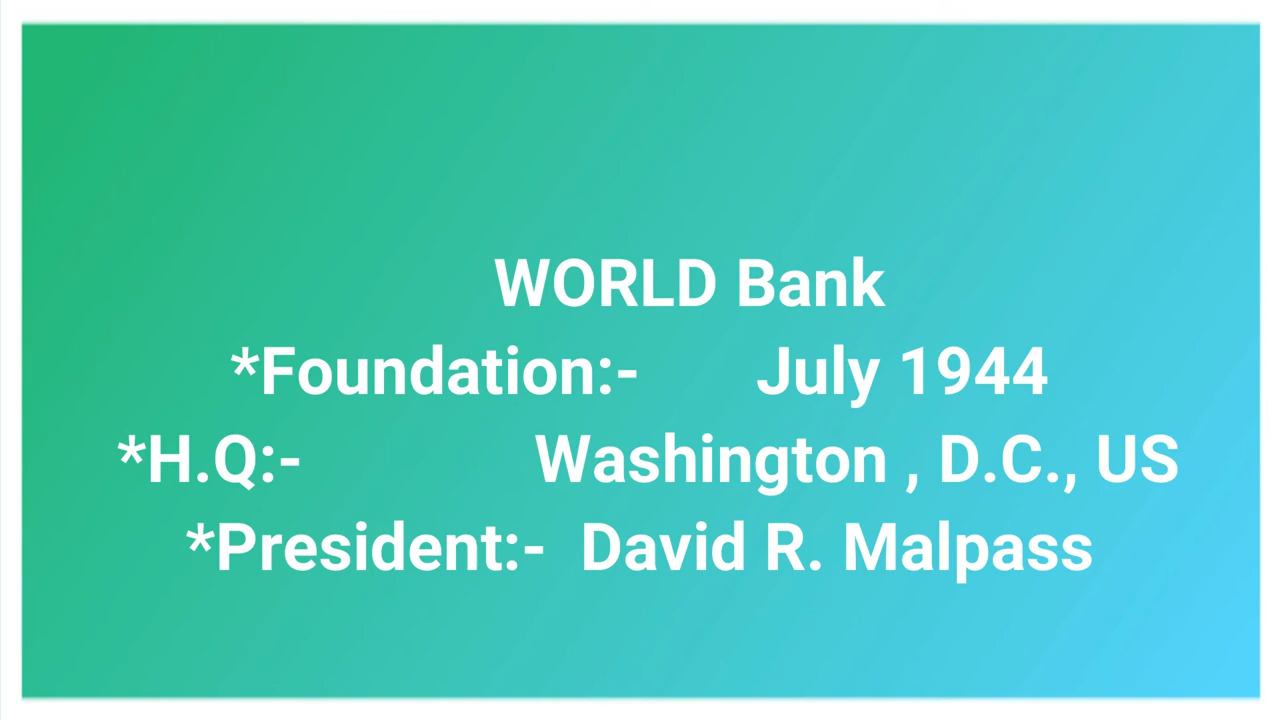 WORLD Bank
*Foundation:- July 1944
*H.Q:- Washington , D.C., US
*President:- David R. Malpass